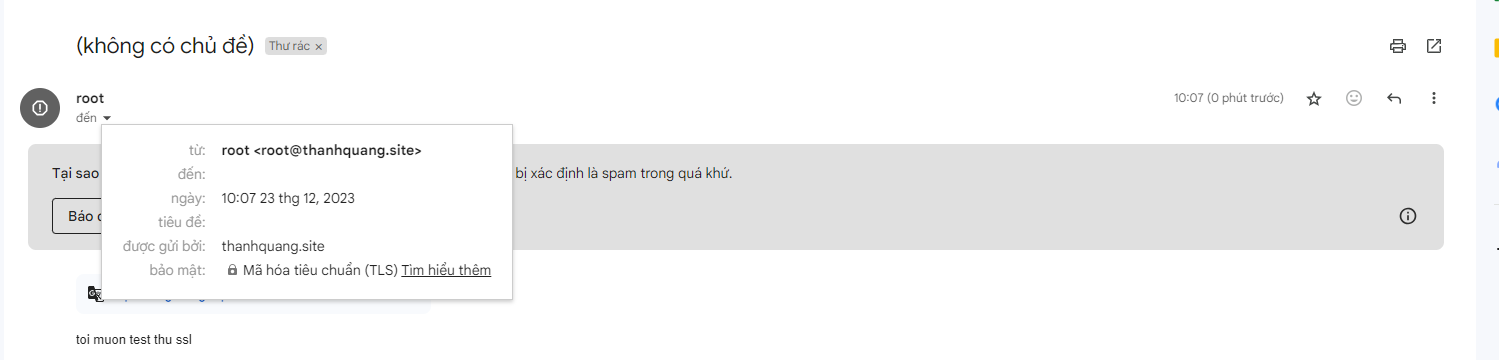 (không có chủ đề) Thư rác ×
root 10:07 (0 phút trước)
đến
từ: root <root@thanhquang.site>
Tại sao bị xác định là spam trong quá khứ.
đến:
ngày: 10:07 23 thg 12, 2023
Báo
tiêu đề:
được gửi bởi: thanhquang.site
bảo mật: Mã hóa tiêu chuẩn (TLS) Tìm hiểu thêm
toi muon test thu ssl